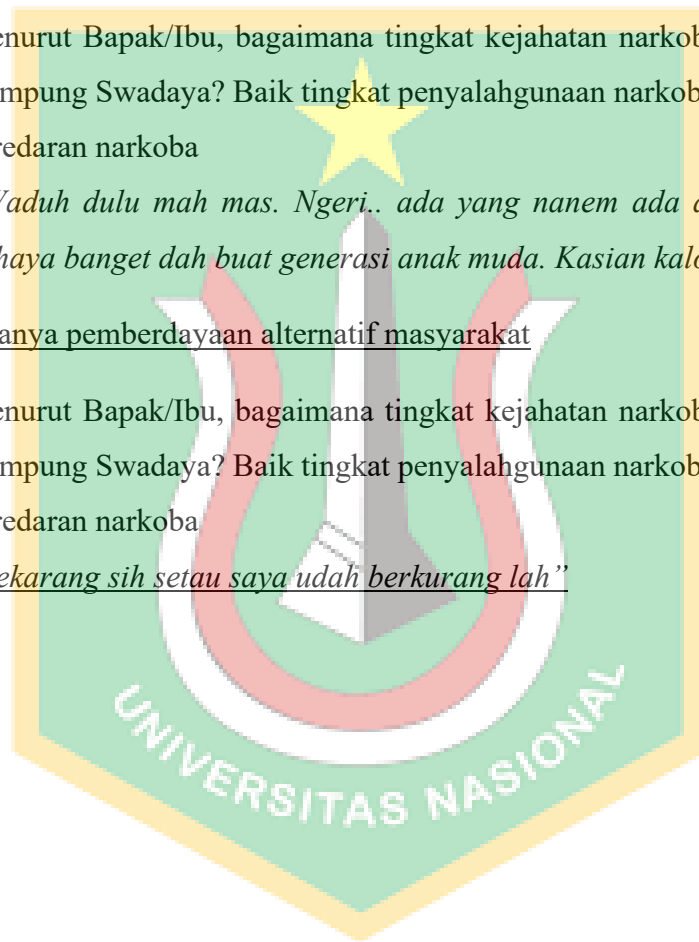 enurut Bapak/Ibu, bagaimana tingkat kejahatan narkob
mpung Swadaya? Baik tingkat penyalahgunaan narkob
redaran narkoba
aduh dulu mah mas. Ngeri.. ada yang nanem ada
haya banget dah buat generasi anak muda. Kasian kalo
anya pemberdayaan alternatif masyarakat
enurut Bapak/Ibu, bagaimana tingkat kejahatan narkob
mpung Swadaya? Baik tingkat penyalahgunaan narkob
redaran narkoba
ekarang sih setau saya udah berkurang lah”
UNIVERSITAS NASIONAL